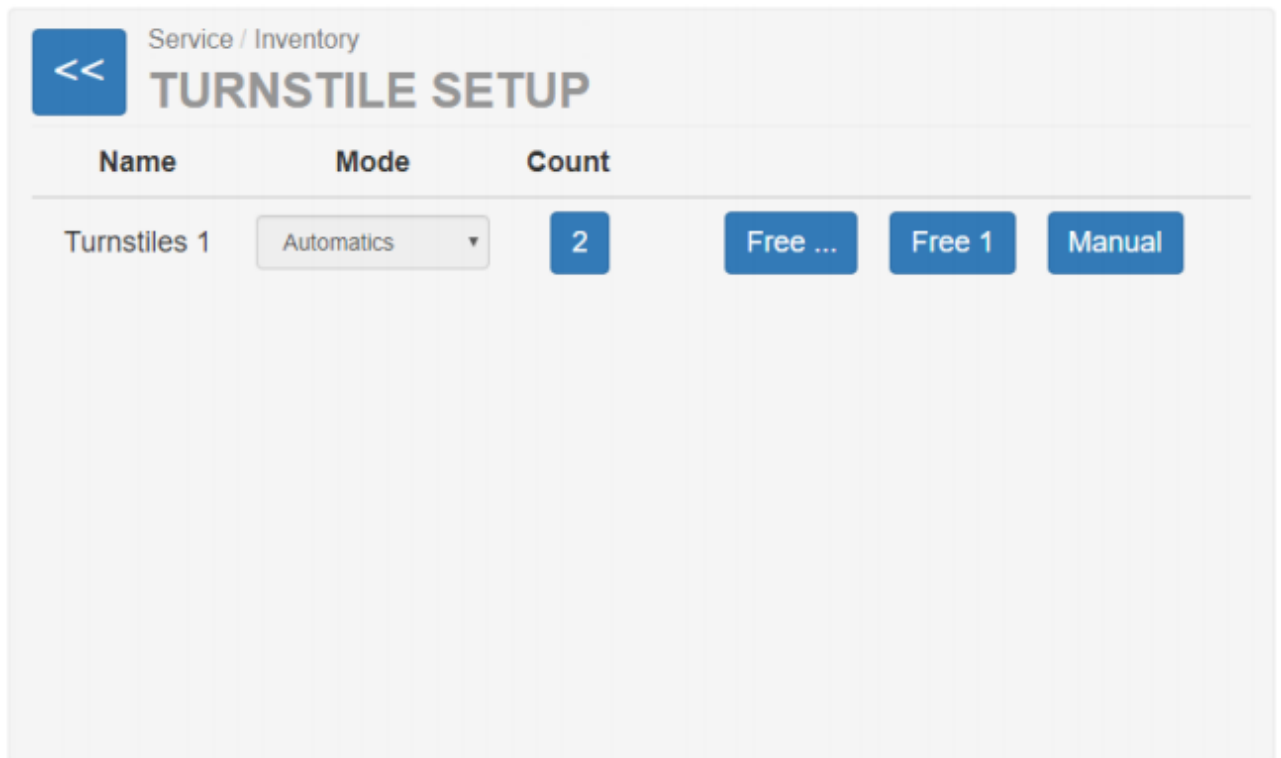 <<
Service / Inventory
TURNSTILE SETUP
Name Mode Count
Turnstiles 1 Automatics 2 Free ... Free 1 Manual